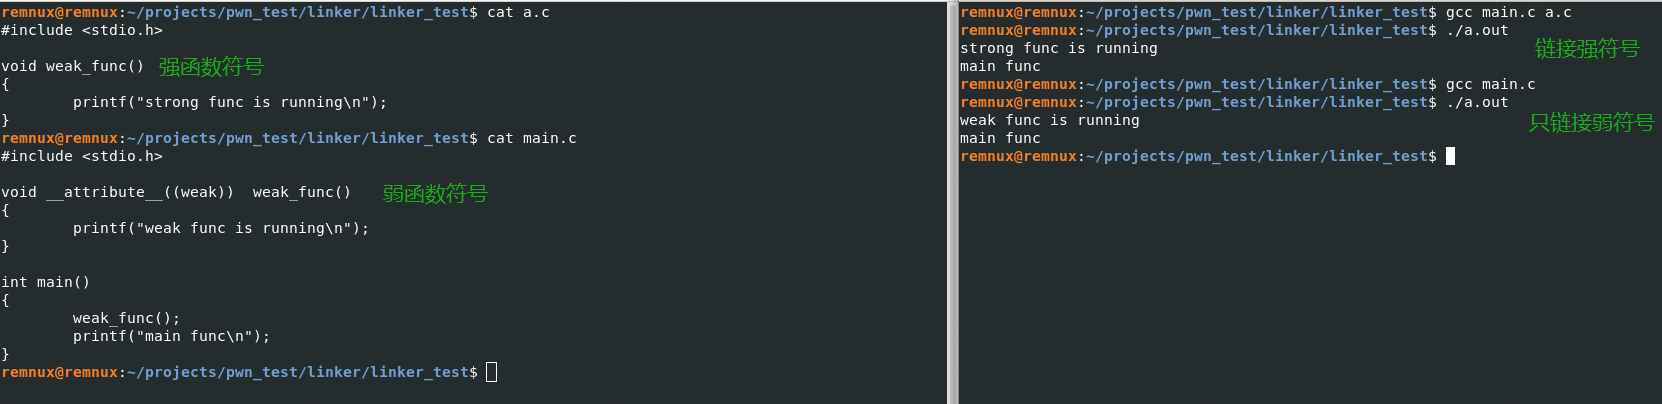 remnux@remnux:~/projects/pwn_test/linker/linker_test$ cat a.c
#include <stdio.h>
void weak_func() 强函数符号
{
        printf("strong func is running\n");
}
remnux@remnux:~/projects/pwn_test/linker/linker_test$ cat main.c
#include <stdio.h>
void __attribute__((weak))  weak_func() 弱函数符号
{
        printf("weak func is running\n");
}
int main()
{
        weak_func();
        printf("main func\n");
}
remnux@remnux:~/projects/pwn_test/linker/linker_test$
remnux@remnux:~/projects/pwn_test/linker/linker_test$ gcc main.c a.c
remnux@remnux:~/projects/pwn_test/linker/linker_test$ ./a.out
strong func is running 链接强符号
main func
remnux@remnux:~/projects/pwn_test/linker/linker_test$ gcc main.c
remnux@remnux:~/projects/pwn_test/linker/linker_test$ ./a.out
weak func is running 只链接弱符号
main func
remnux@remnux:~/projects/pwn_test/linker/linker_test$